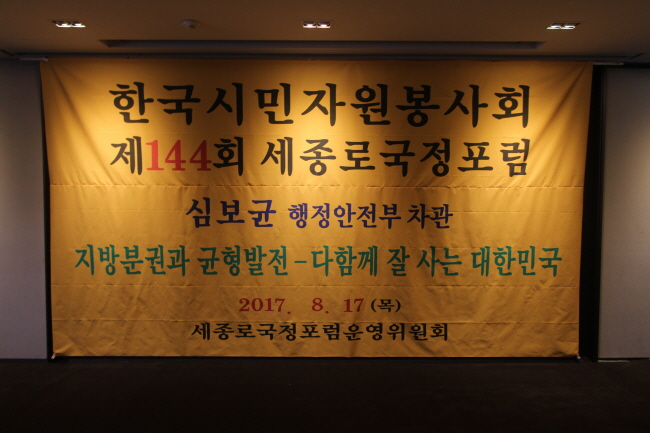 한국시민자원봉사회
제144회 세종로국정포럼
심보균 행정안전부 차관
지방분권과 균형발전 - 다함께 잘 사는 대한민국
2017. 8. 17 (목)
세종로국정포럼운영위원회